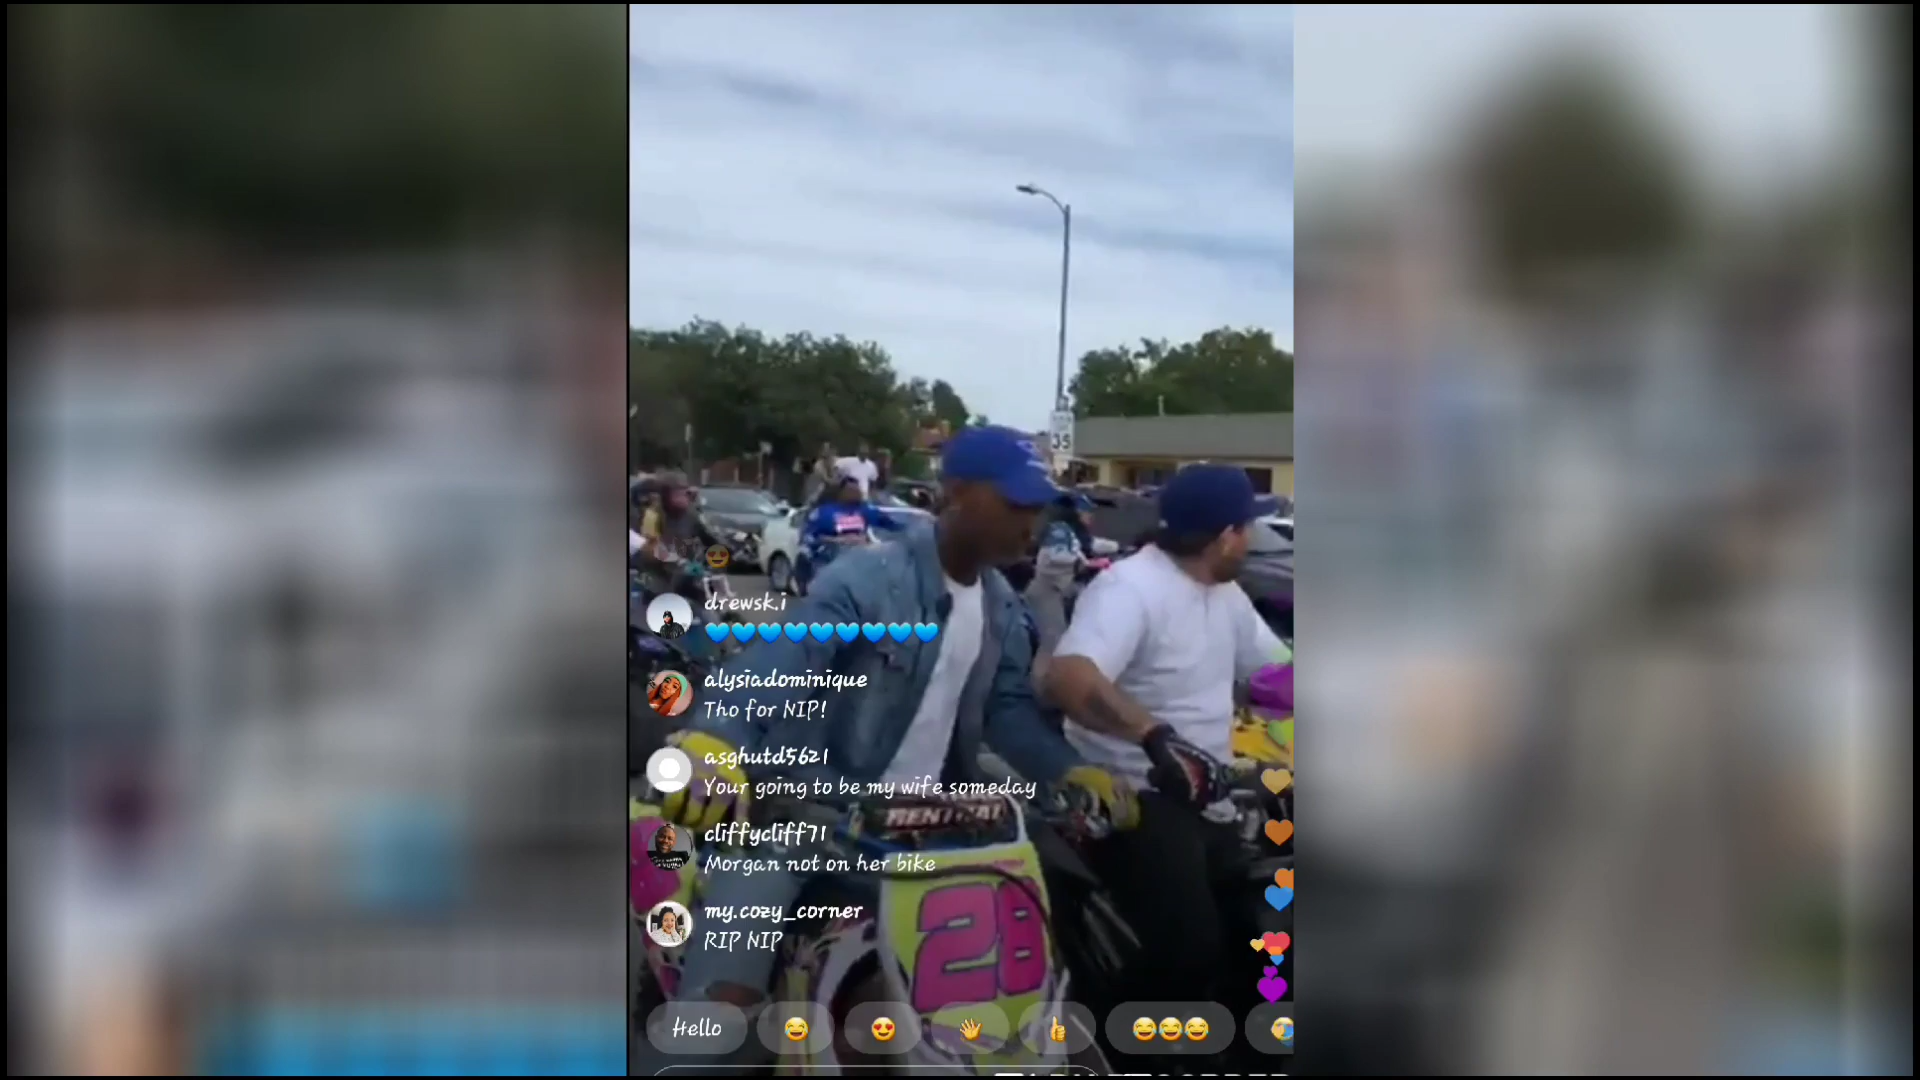 35
drewsk.i
💙💙💙💙💙💙💙💙💙
alysiadominique
Tho for NIP!
asghutd5621
Your going to be my wife someday
RENTHAL
cliffycliff71
Morgan not on her bike
28
my.cozy_corner
RIP NIP
Hello